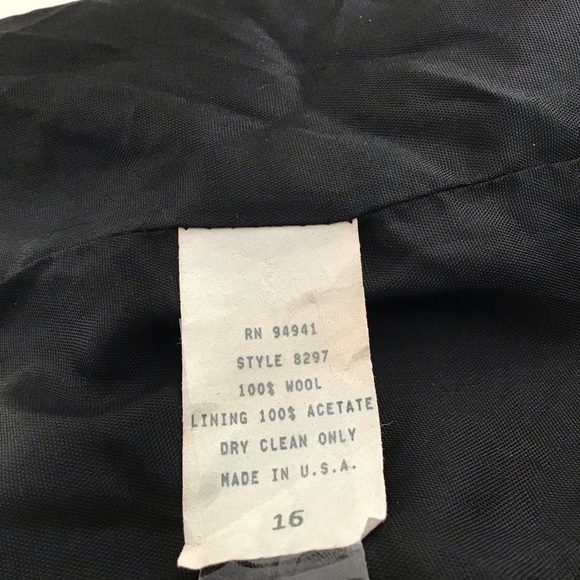 RN 94941
STYLE 8297
100% WOOL
LINING 100% ACETATE
DRY CLEAN ONLY
MADE IN U.S.A.
16